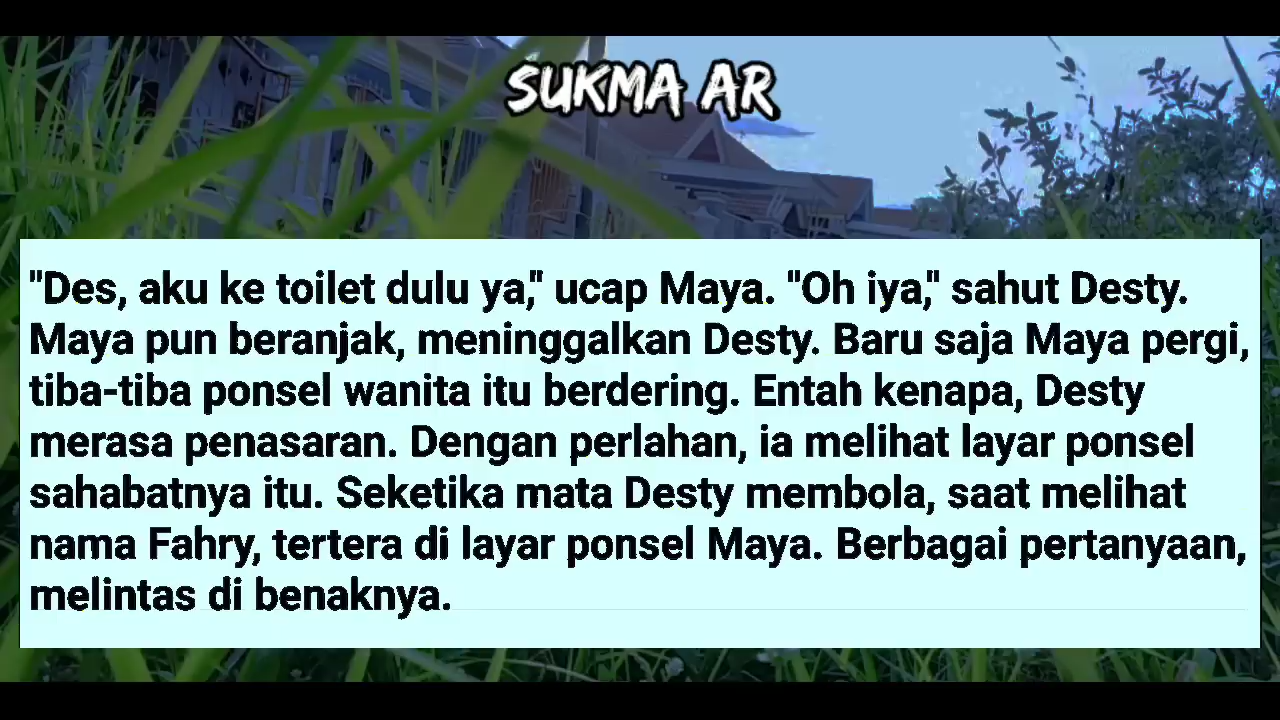 SUKMA AR
"Des, aku ke toilet dulu ya," ucap Maya. "Oh iya," sahut Desty.
Maya pun beranjak, meninggalkan Desty. Baru saja Maya pergi,
tiba-tiba ponsel wanita itu berdering. Entah kenapa, Desty
merasa penasaran. Dengan perlahan, ia melihat layar ponsel
sahabatnya itu. Seketika mata Desty membola, saat melihat
nama Fahry, tertera di layar ponsel Maya. Berbagai pertanyaan,
melintas di benaknya.